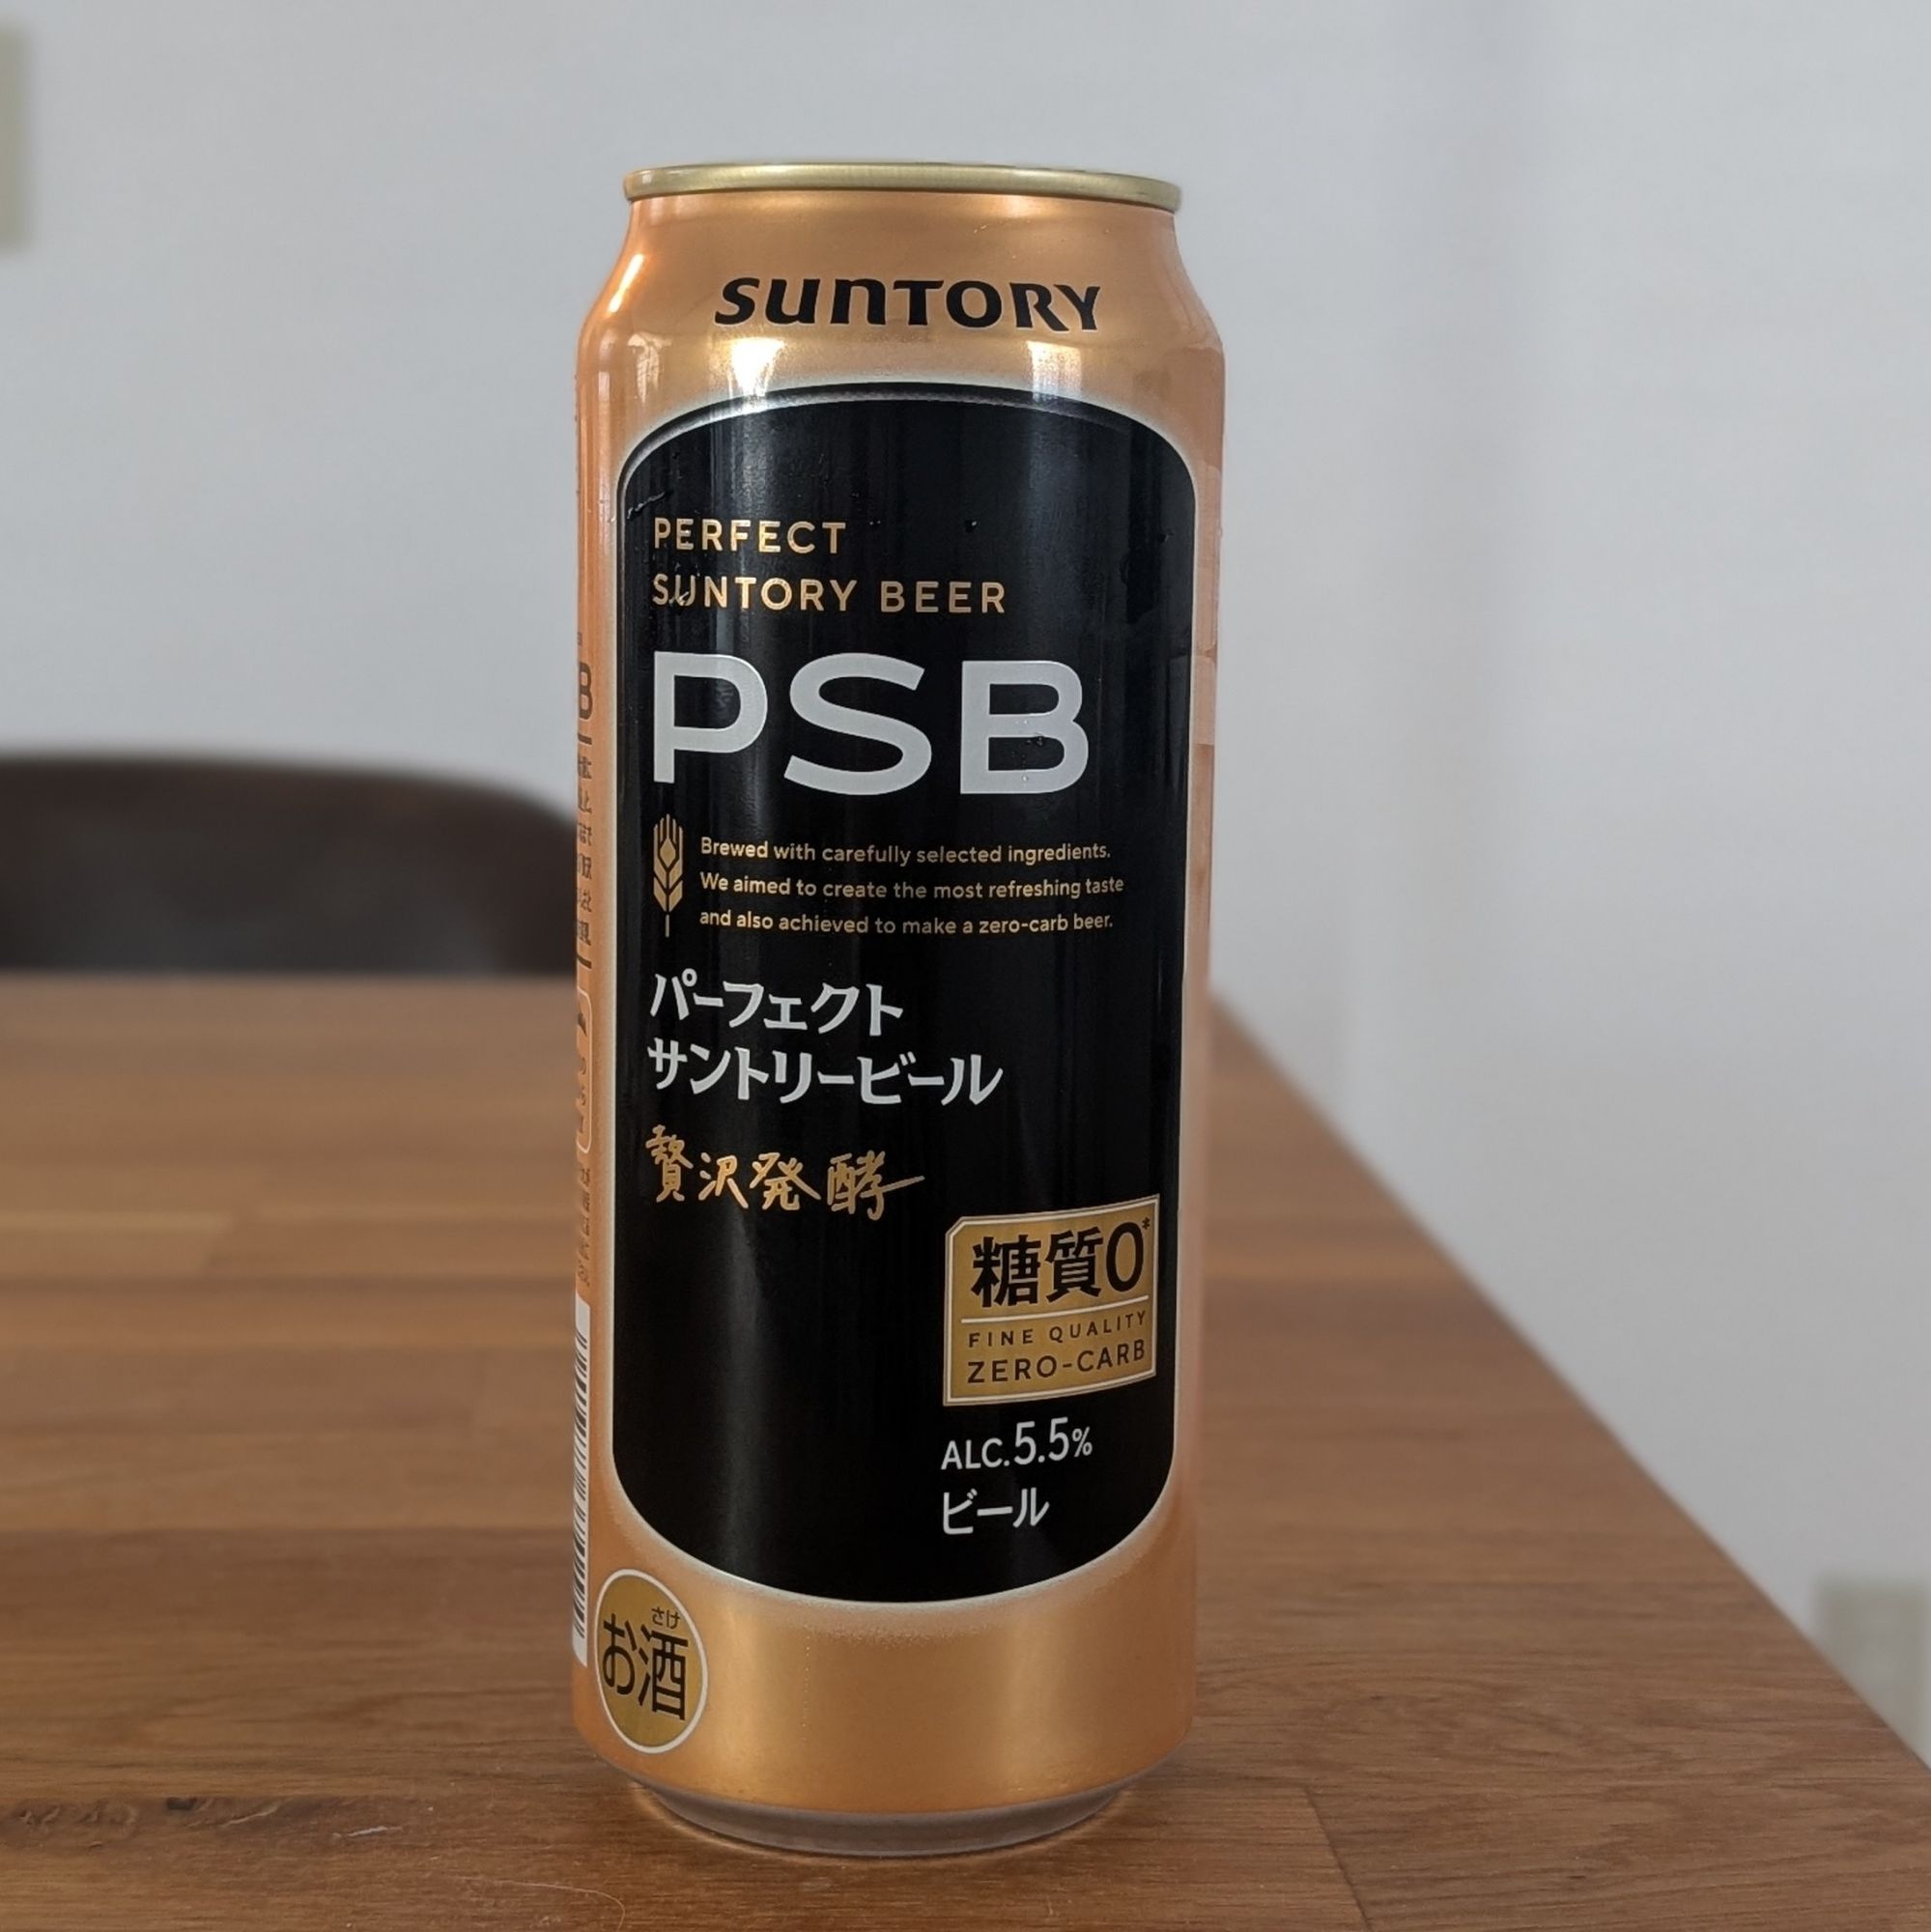 SUNTORY
PERFECT
SUNTORY BEER
PSB
Brewed with carefully selected ingredients.
We aimed to create the most refreshing taste
and also achieved to make a zero-carb beer.
パーフェクト
サントリービール
贅沢発酵
糖質0*
FINE QUALITY
ZERO-CARB
ALC.5.5%
ビール
さけ
お酒